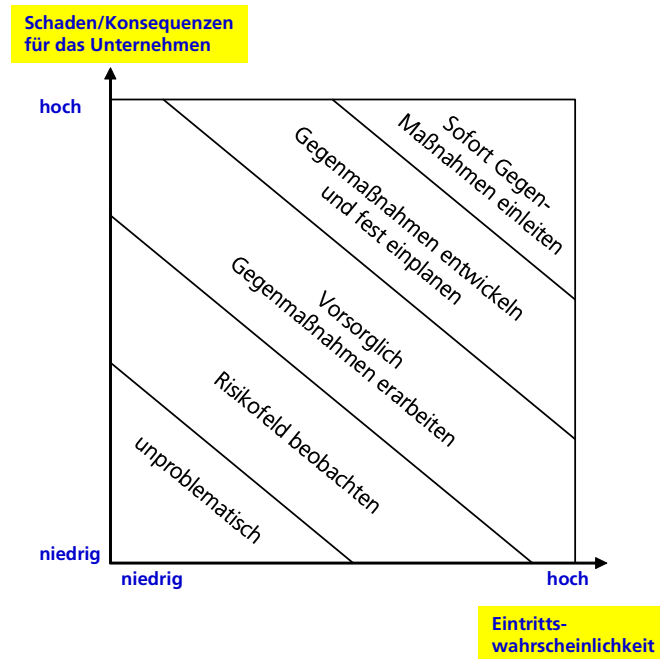 Schaden/Konsequenzen
für das Unternehmen
hoch
Sofort Gegen-
Maßnahmen einleiten
Gegenmaßnahmen entwickeln
und fest einplanen
Vorsorglich
Gegenmaßnahmen erarbeiten
Risikofeld beobachten
unproblematisch
niedrig
niedrig
hoch
Eintritts-
wahrscheinlichkeit